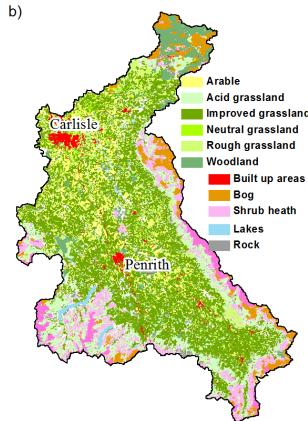 b)
Carlisle
Penrith
Arable
Acid grassland
Improved grassland
Neutral grassland
Rough grassland
Woodland
Built up areas
Bog
Shrub heath
Lakes
Rock